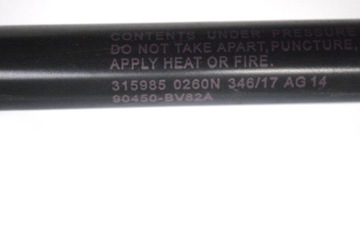 CONTENTS UNDER PRESSURE
DO NOT TAKE APART, PUNCTURE,
APPLY HEAT OR FIRE.
315985 0260N 346/17 AG 14
90450-BV82A